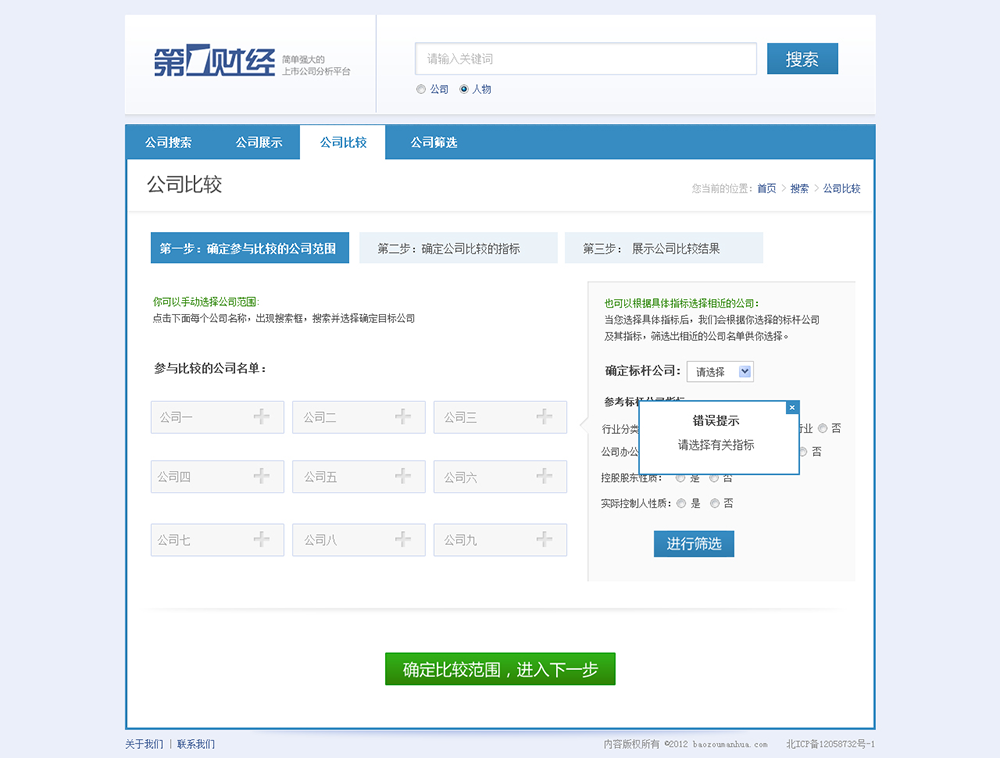 第1财经
简单强大的
上市公司分析平台
请输入关键词
搜索
公司 人物
公司搜索 公司展示 公司比较 公司筛选
公司比较
您当前的位置：首页 > 搜索 > 公司比较
第一步：确定参与比较的公司范围 第二步：确定公司比较的指标 第三步： 展示公司比较结果
你可以手动选择公司范围:
点击下面每个公司名称，出现搜索框，搜索并选择确定目标公司
参与比较的公司名单：
公司一 公司二 公司三
公司四 公司五 公司六
公司七 公司八 公司九
也可以根据具体指标选择相近的公司：
当您选择具体指标后，我们会根据你选择的标杆公司
及其指标，筛选出相近的公司名单供你选择。
确定标杆公司： 请选择
参考标杆公司指标
错误提示
请选择有关指标
行业分类 行业 否
公司办公 否
控股股东性质： 是 否
实际控制人性质： 是 否
进行筛选
确定比较范围，进入下一步
关于我们 | 联系我们
内容版权所有 ©2012 baozoumanhua.com 北ICP备12058732号-1